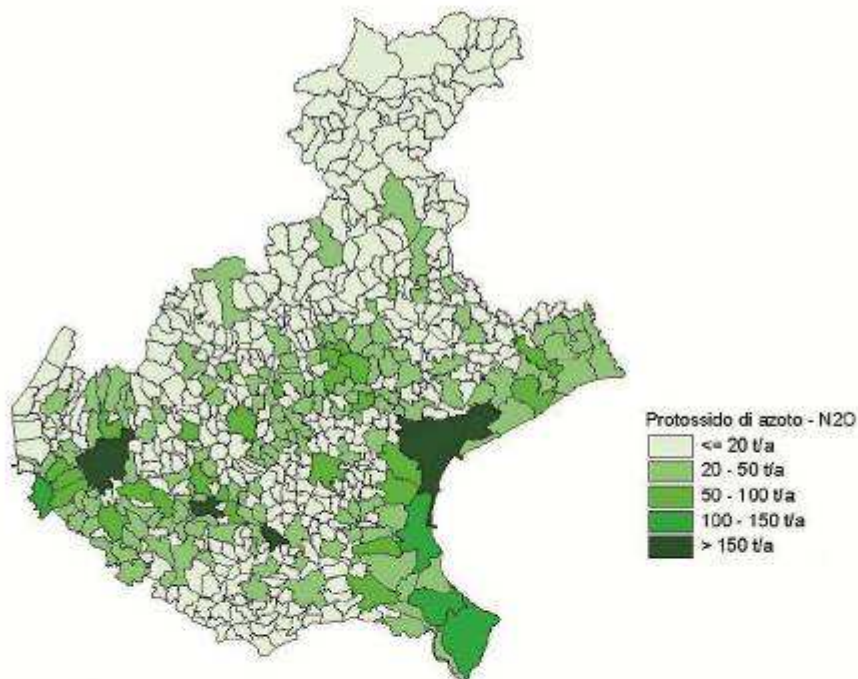 Protossido di azoto - N2O
<= 20 t/a
20 - 50 t/a
50 - 100 t/a
100 - 150 t/a
> 150 t/a